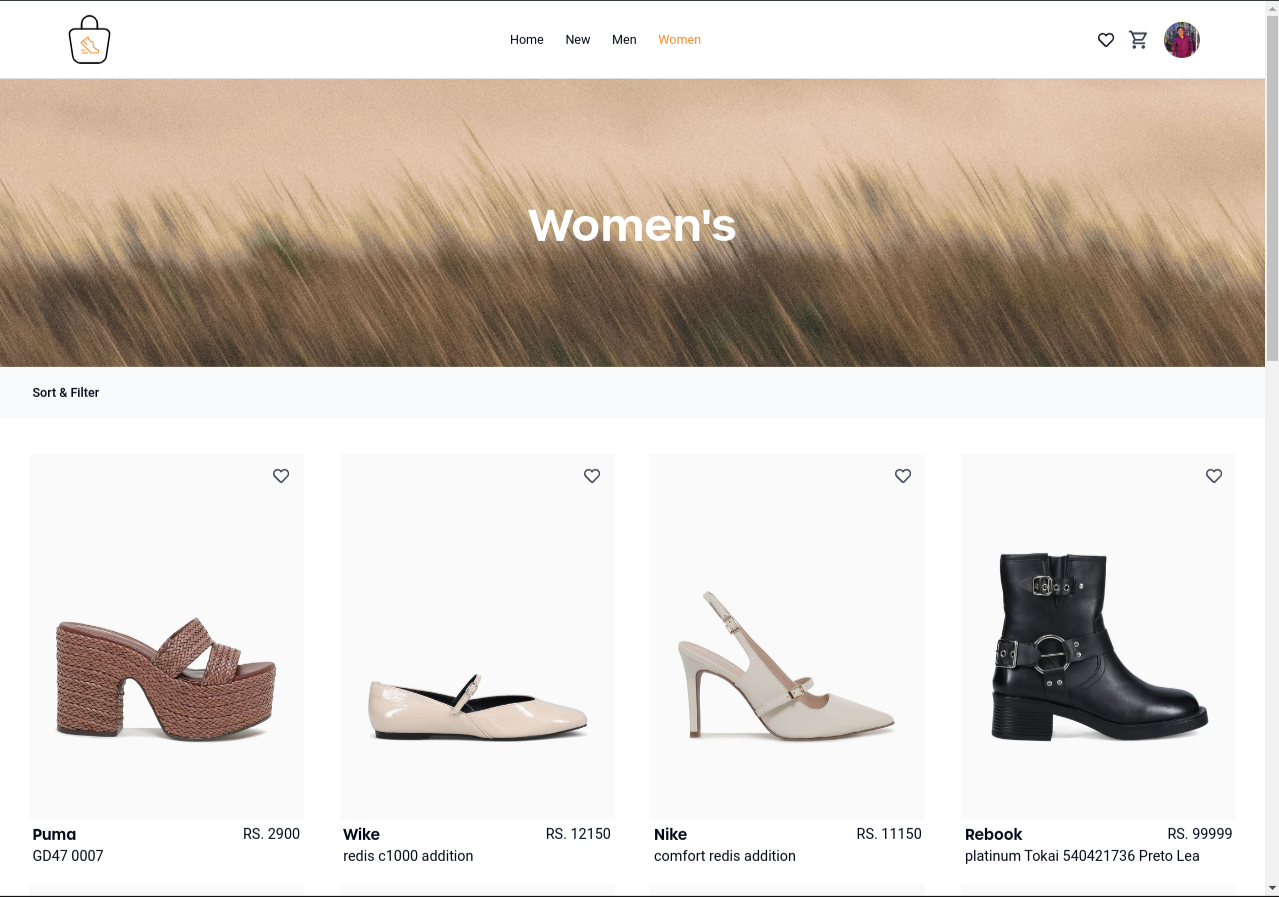 Home New Men Women
Women's
Sort & Filter
Puma RS. 2900
GD47 0007
Wike RS. 12150
redis c1000 addition
Nike RS. 11150
comfort redis addition
Rebook RS. 99999
platinum Tokai 540421736 Preto Lea